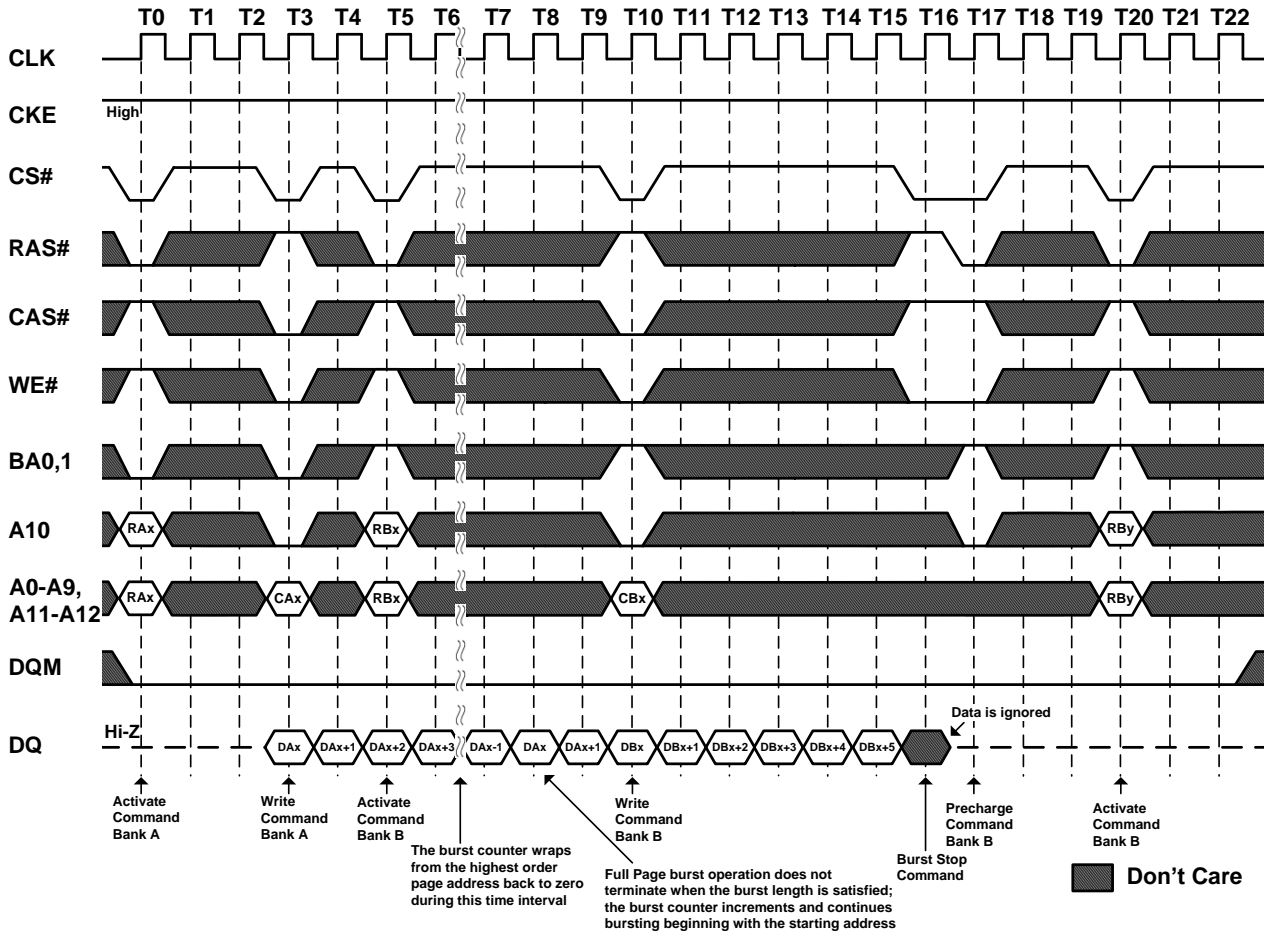 T0 T1 T2 T3 T4 T5 T6 T7 T8 T9 T10 T11 T12 T13 T14 T15 T16 T17 T18 T19 T20 T21 T22
CLK
CKE High
CS#
RAS#
CAS#
WE#
BA0,1
A10 RAx RBx RBy
A0-A9,
A11-A12 RAx CAx RBx CBx RBy
DQM
Data is ignored
DQ Hi-Z DAx DAx+1 DAx+2 DAx+3 DAx-1 DAx DAx+1 DBx DBx+1 DBx+2 DBx+3 DBx+4 DBx+5
Activate
Command
Bank A
Write
Command
Bank A
Activate
Command
Bank B
The burst counter wraps
from the highest order
page address back to zero
during this time interval
Full Page burst operation does not
terminate when the burst length is satisfied;
the burst counter increments and continues
bursting beginning with the starting address
Write
Command
Bank B
Burst Stop
Command
Precharge
Command
Bank B
Activate
Command
Bank B
Don't Care